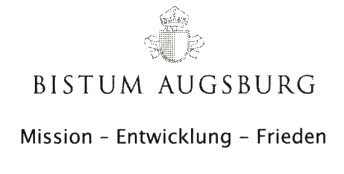 BISTUM AUGSBURG
Mission – Entwicklung – Frieden